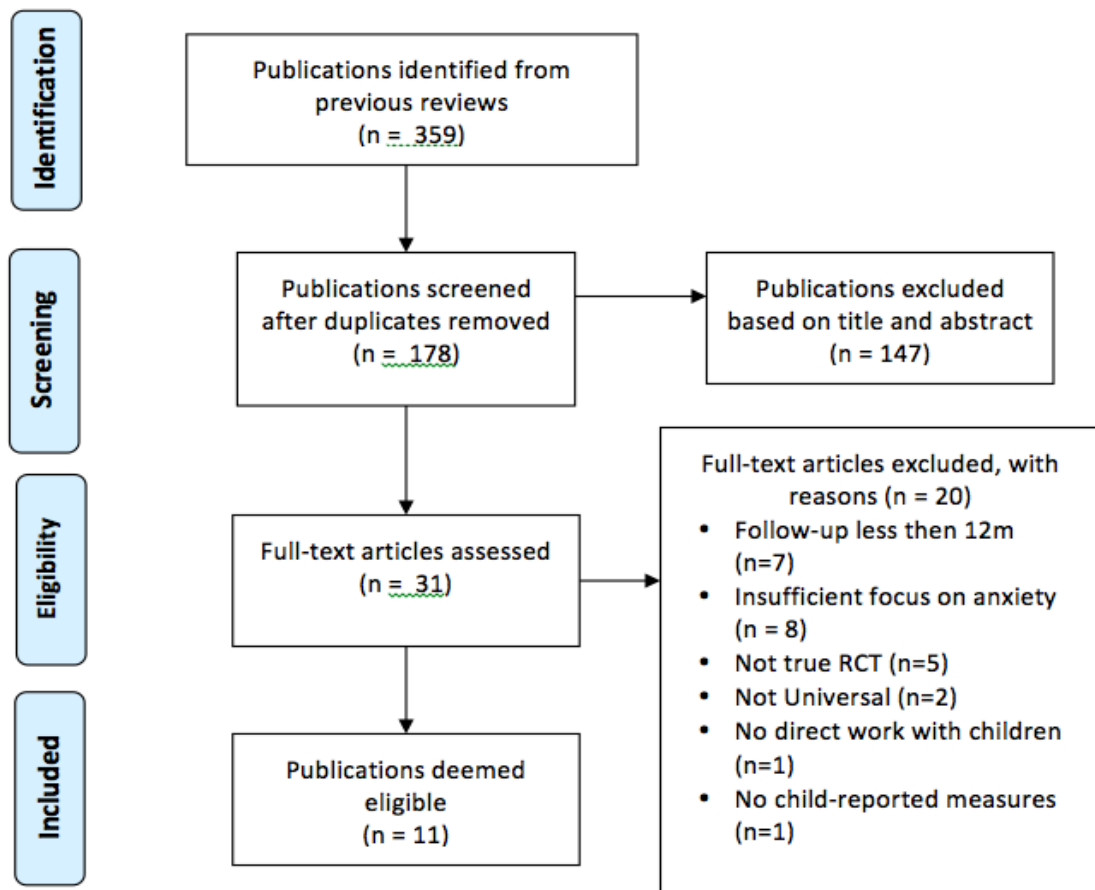 Identification
Publications identified from
previous reviews
(n = 359)
Screening
Publications screened
after duplicates removed
(n = 178)
Publications excluded
based on title and abstract
(n = 147)
Eligibility
Full-text articles assessed
(n = 31)
Full-text articles excluded, with
reasons (n = 20)
• Follow-up less then 12m
(n=7)
• Insufficient focus on anxiety
(n = 8)
• Not true RCT (n=5)
• Not Universal (n=2)
• No direct work with children
(n=1)
• No child-reported measures
(n=1)
Included
Publications deemed
eligible
(n = 11)